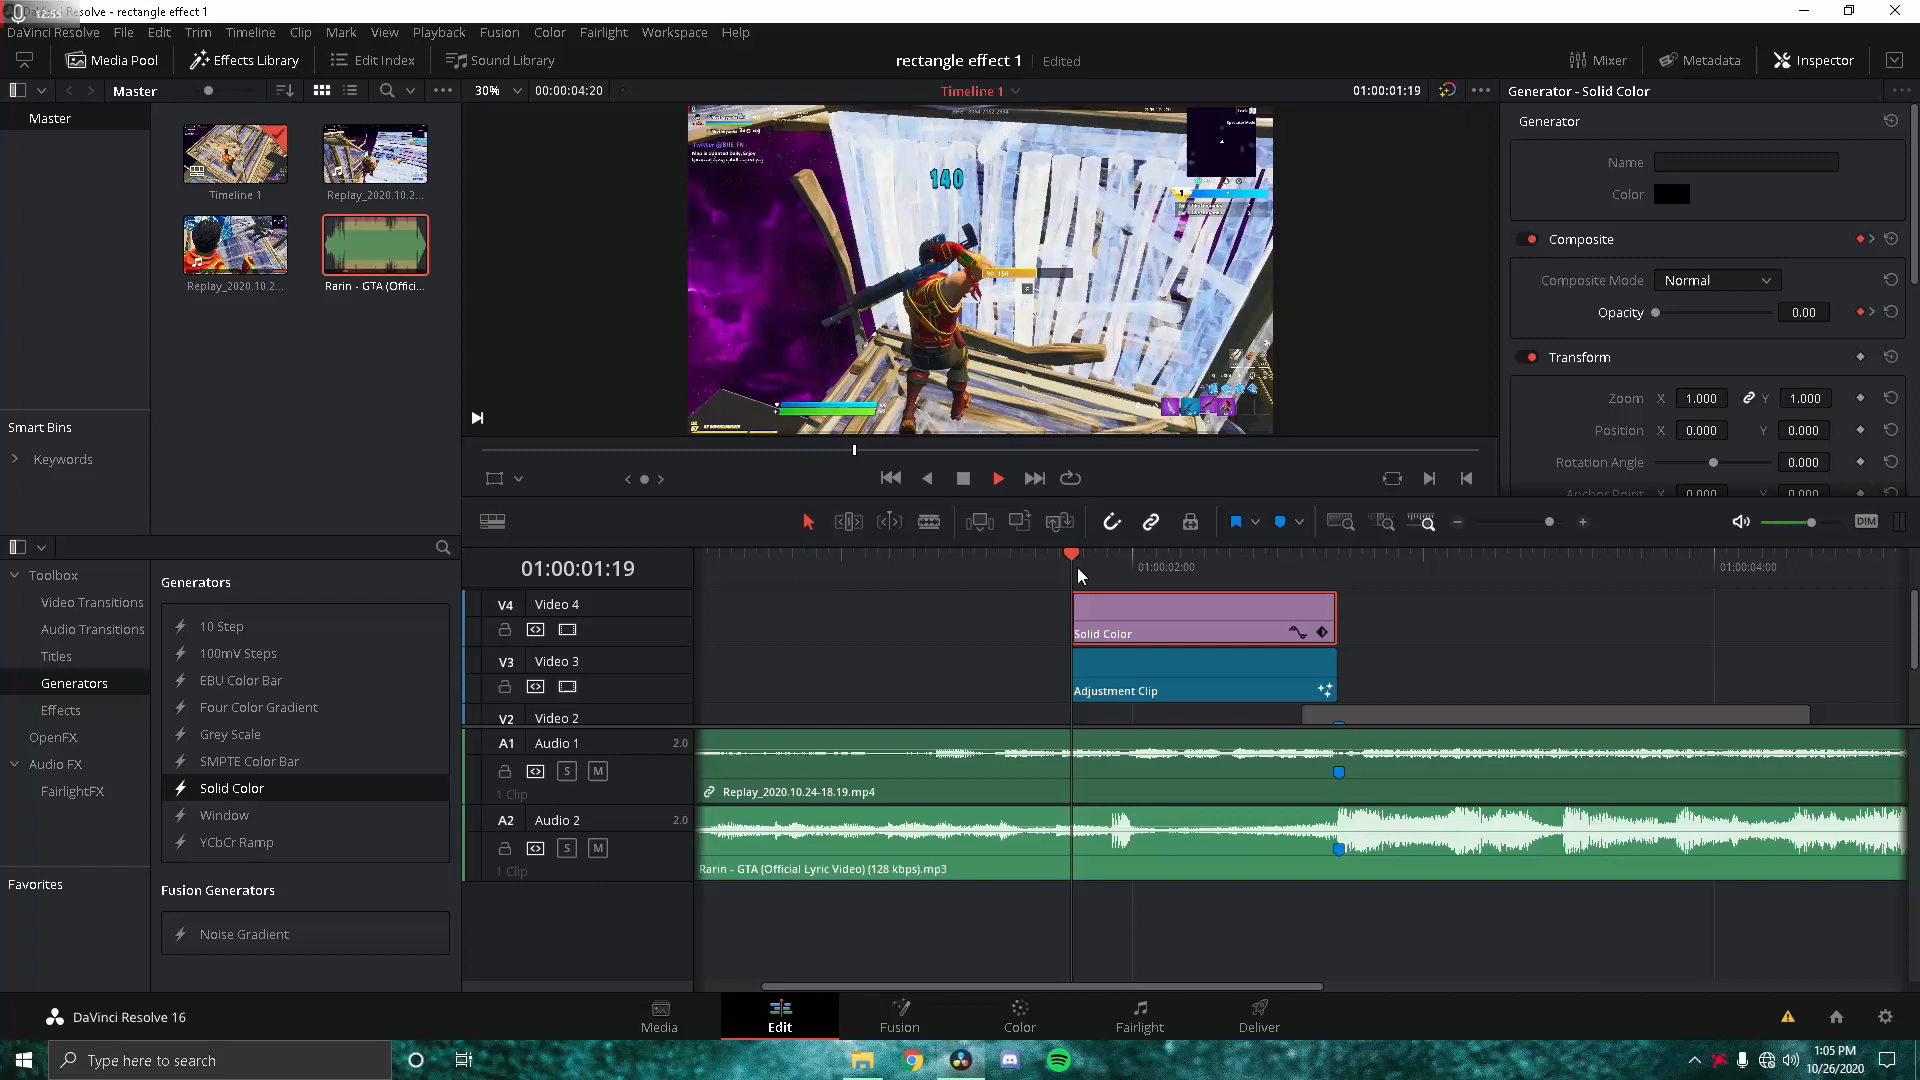 12:55
Resolve - rectangle effect 1
DaVinci Resolve File Edit Trim Timeline Clip Mark View Playback Fusion Color Fairlight Workspace Help
Media Pool Effects Library Edit Index Sound Library rectangle effect 1 Edited Mixer Metadata Inspector
Master 30% 00:00:04:20 Timeline 1 01:00:01:19 Generator - Solid Color
Master
Timeline 1 Replay_2020.10.2...
Replay_2020.10.2... Rarin - GTA (Offici...
Smart Bins
Keywords
140
90 150
Generator
Name
Color
Composite
Composite Mode Normal
Opacity 0.00
Transform
Zoom X 1.000 Y 1.000
Position X 0.000 Y 0.000
Rotation Angle 0.000
Anchor Point X 0.000 Y 0.000
DIM
Toolbox
Video Transitions
Audio Transitions
Titles
Generators
Effects
OpenFX
Audio FX
FairlightFX
Favorites
Generators
10 Step
100mV Steps
EBU Color Bar
Four Color Gradient
Grey Scale
SMPTE Color Bar
Solid Color
Window
YCbCr Ramp
Fusion Generators
Noise Gradient
01:00:01:19 01:00:02:00 01:00:04:00
V4 Video 4
Solid Color
V3 Video 3
Adjustment Clip
V2 Video 2
A1 Audio 1 2.0
S M
1 Clip
Replay_2020.10.24-18.19.mp4
A2 Audio 2 2.0
S M
1 Clip
Rarin - GTA (Official Lyric Video) (128 kbps).mp3
DaVinci Resolve 16
Media Edit Fusion Color Fairlight Deliver
Type here to search
1:05 PM
10/26/2020